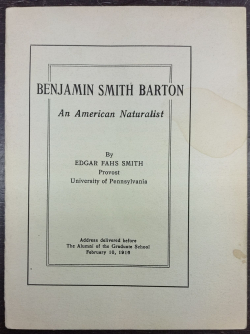 BENJAMIN SMITH BARTON
An American Naturalist
By
EDGAR FAHS SMITH
Provost
University of Pennsylvania
Address delivered before
The Alumni of the Graduate School
February 15, 1916